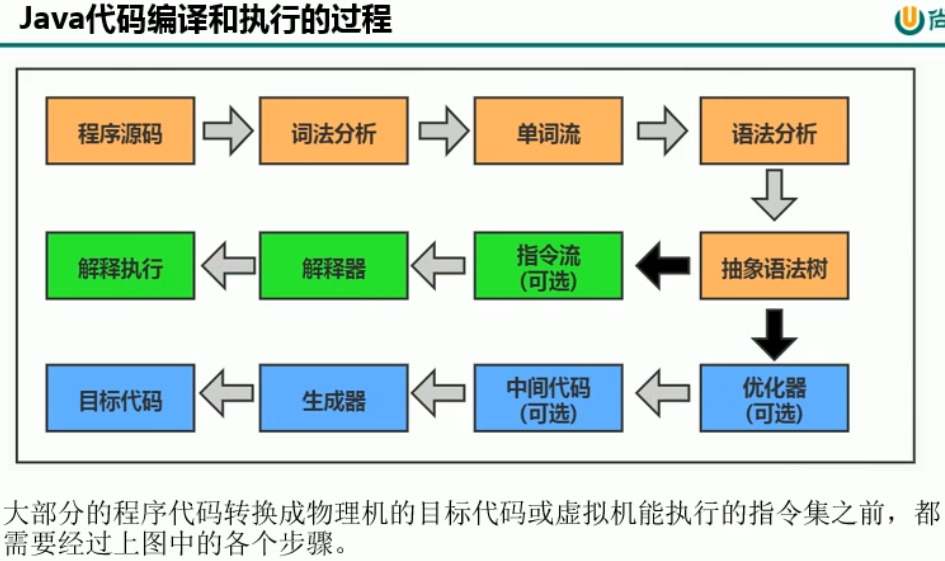 Java代码编译和执行的过程
程序源码
词法分析
单词流
语法分析
解释执行
解释器
指令流
(可选)
抽象语法树
目标代码
生成器
中间代码
(可选)
优化器
(可选)
大部分的程序代码转换成物理机的目标代码或虚拟机能执行的指令集之前，都
需要经过上图中的各个步骤。